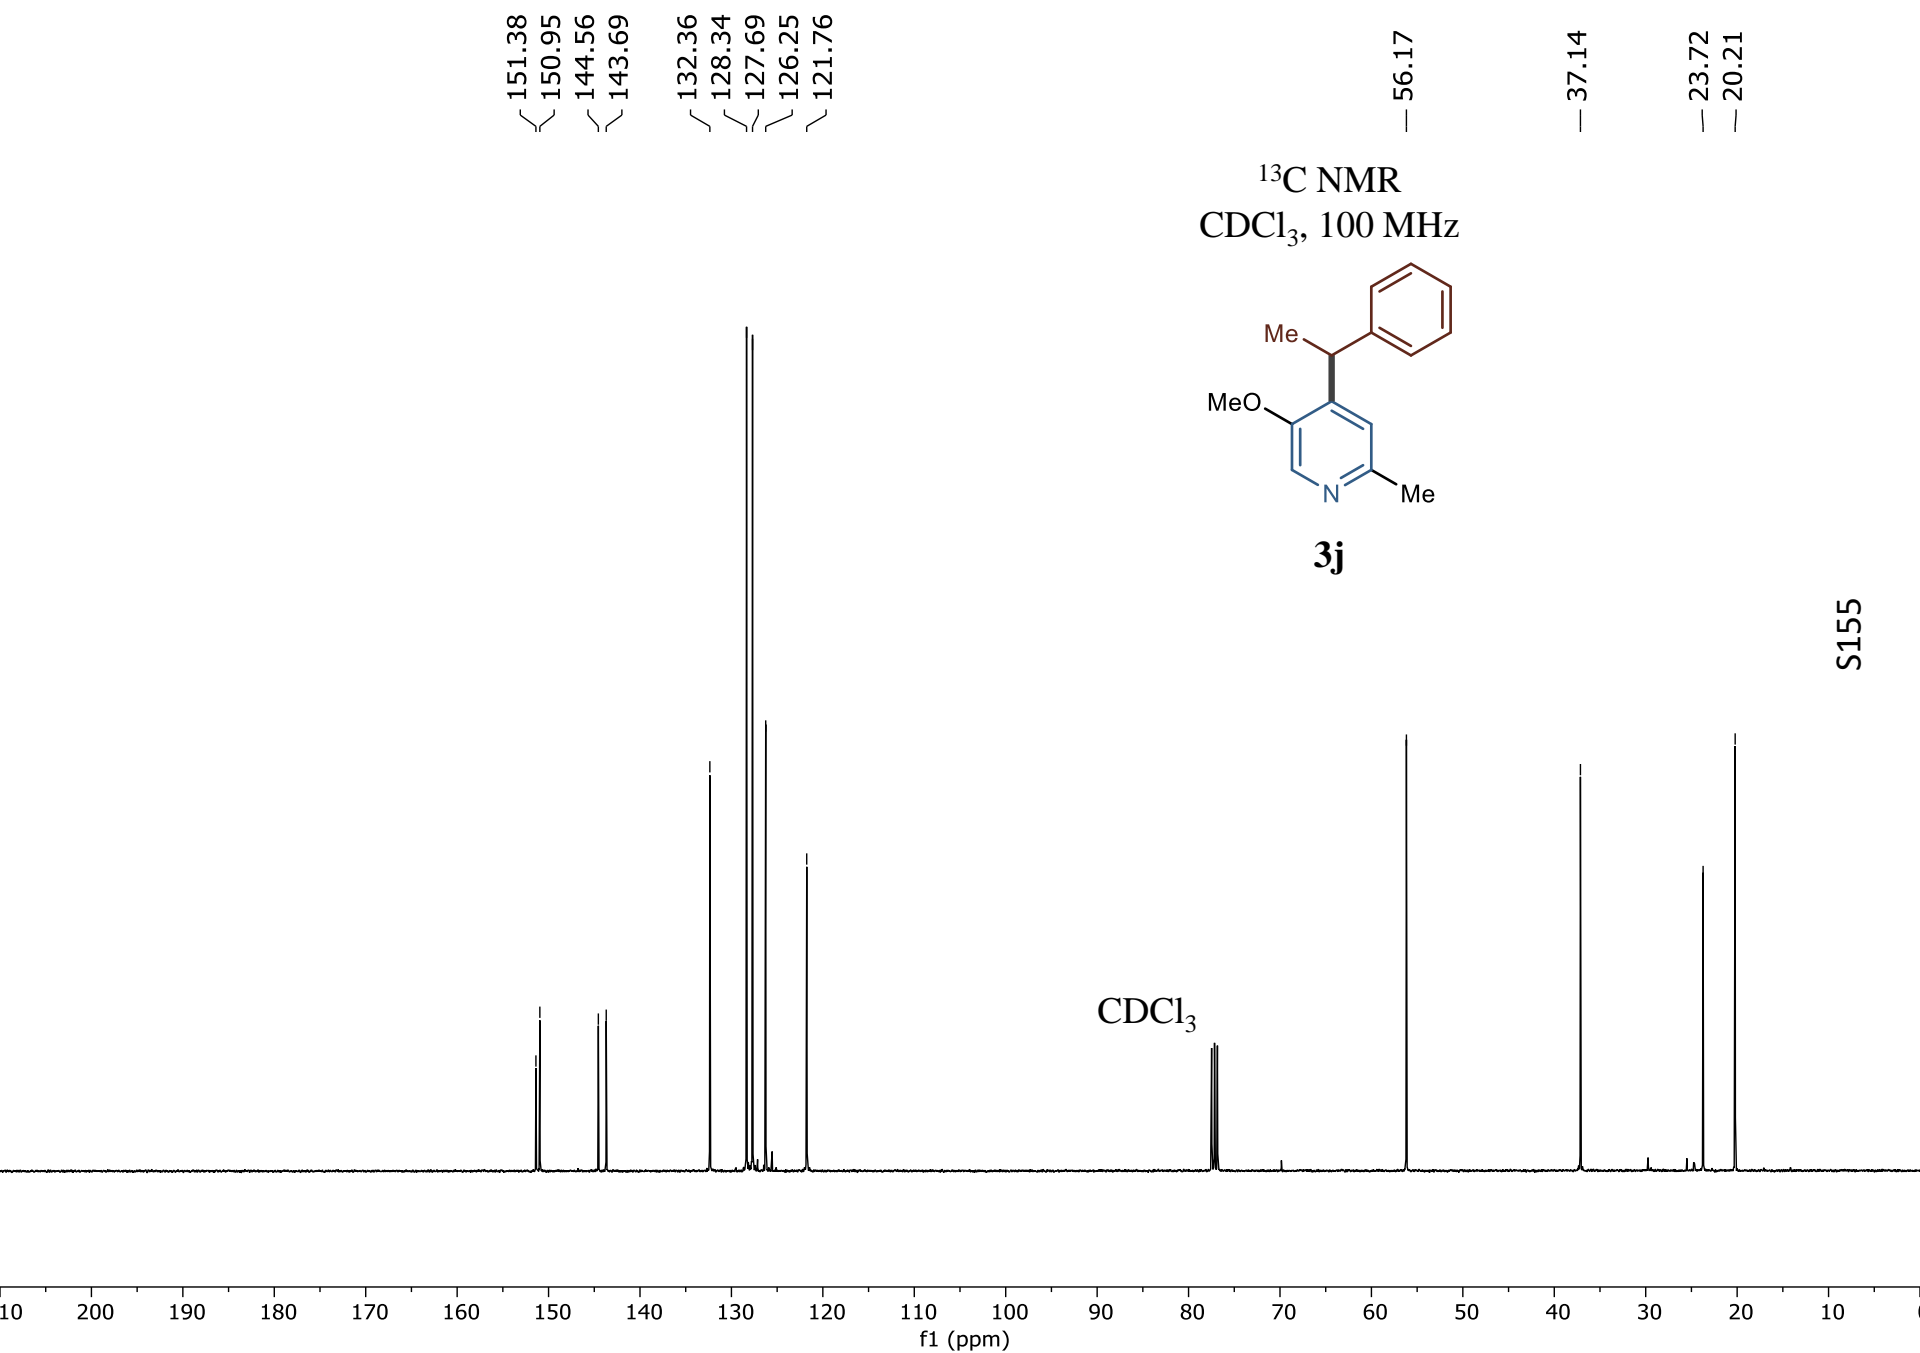 151.38
150.95
144.56
143.69
132.36
128.34
127.69
126.25
121.76
56.17
37.14
23.72
20.21
¹³C NMR
CDCl₃, 100 MHz
Me
MeO
N
Me
3j
S155
CDCl₃
10 200 190 180 170 160 150 140 130 120 110 100 90 80 70 60 50 40 30 20 10
f1 (ppm)